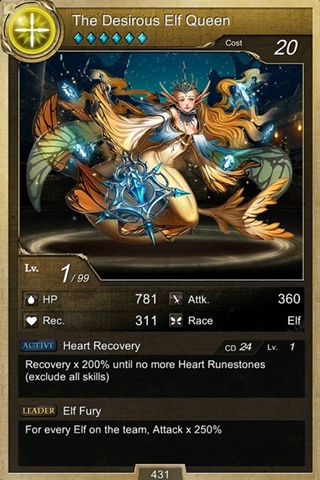 The Desirous Elf Queen
Cost 20
Lv. 1/99
HP 781 Attk. 360
Rec. 311 Race Elf
ACTIVE Heart Recovery CD 24 Lv. 1
Recovery x 200% until no more Heart Runestones
(exclude all skills)
LEADER Elf Fury
For every Elf on the team, Attack x 250%
431